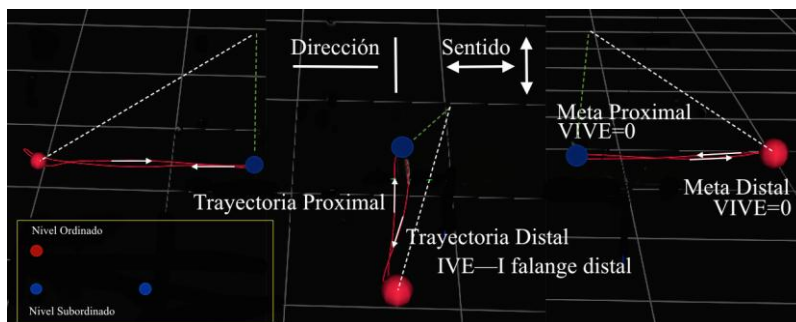 Dirección
Sentido
Meta Proximal
VIVE=0
Meta Distal
VIVE=0
Trayectoria Proximal
Trayectoria Distal
IVE—I falange distal
Nivel Ordinado
Nivel Subordinado